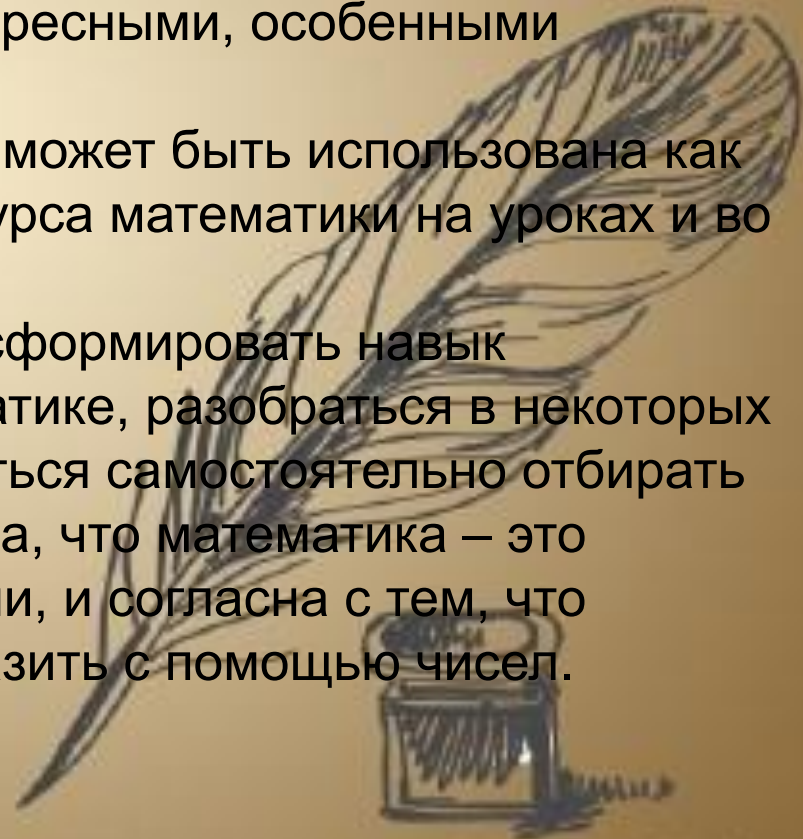 ресными, особенными
может быть использована как
урса математики на уроках и во
сформировать навык
атике, разобраться в некоторых
ться самостоятельно отбирать
а, что математика – это
и, и согласна с тем, что
зить с помощью чисел.